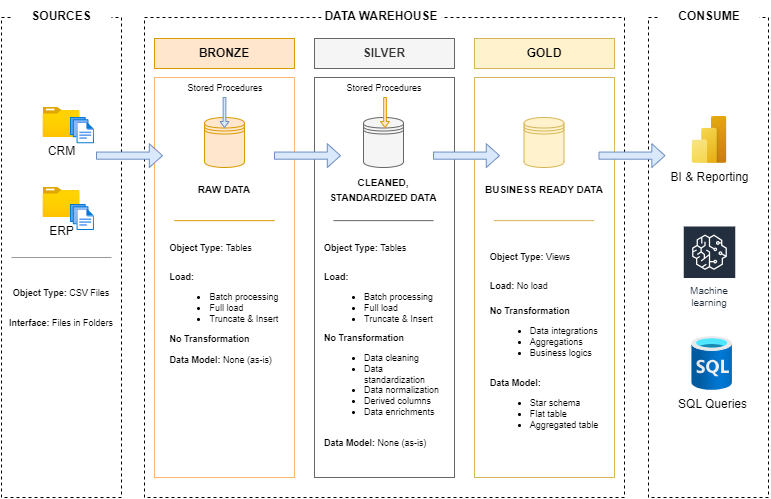 SOURCES
DATA WAREHOUSE
CONSUME
BRONZE
SILVER
GOLD
CRM
ERP
Object Type: CSV Files
Interface: Files in Folders
Stored Procedures
RAW DATA
Object Type: Tables
Load:
Batch processing
Full load
Truncate & Insert
No Transformation
Data Model: None (as-is)
Stored Procedures
CLEANED,
STANDARDIZED DATA
Object Type: Tables
Load:
Batch processing
Full load
Truncate & Insert
No Transformation
Data cleaning
Data
standardization
Data normalization
Derived columns
Data enrichments
Data Model: None (as-is)
BUSINESS READY DATA
Object Type: Views
Load: No load
No Transformation
Data integrations
Aggregations
Business logics
Data Model:
Star schema
Flat table
Aggregated table
BI & Reporting
Machine
learning
SQL
SQL Queries